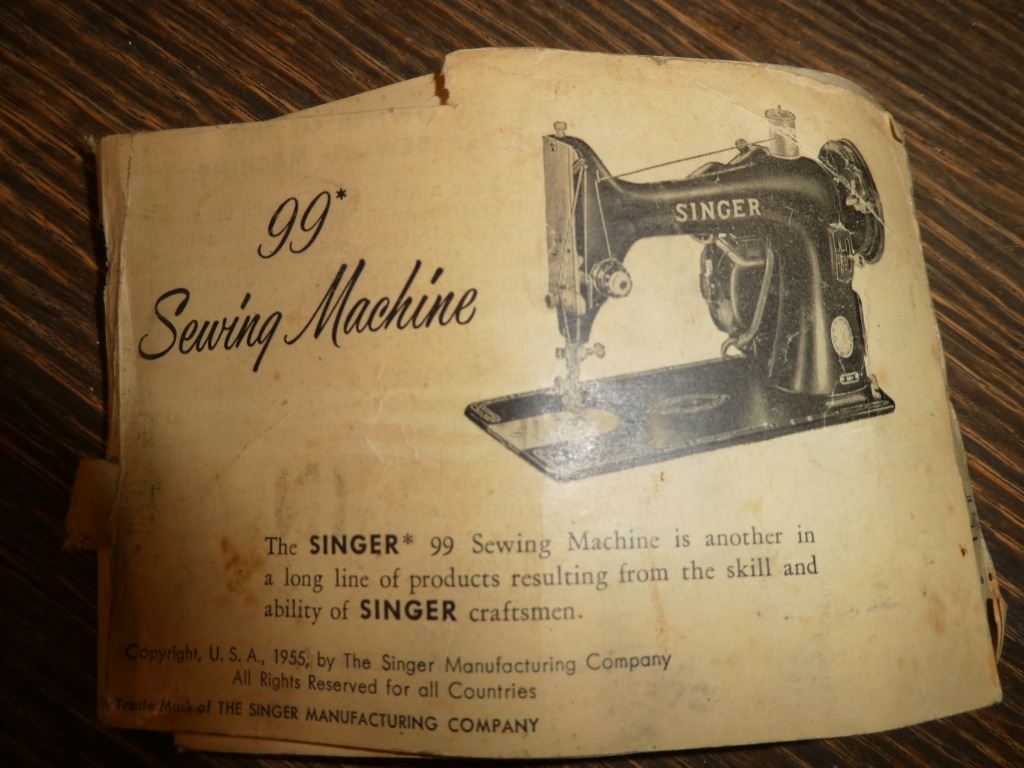 99*
Sewing Machine
SINGER
The SINGER* 99 Sewing Machine is another in
a long line of products resulting from the skill and
ability of SINGER craftsmen.
Copyright, U. S. A., 1955, by The Singer Manufacturing Company
All Rights Reserved for all Countries
* Trade Mark of THE SINGER MANUFACTURING COMPANY